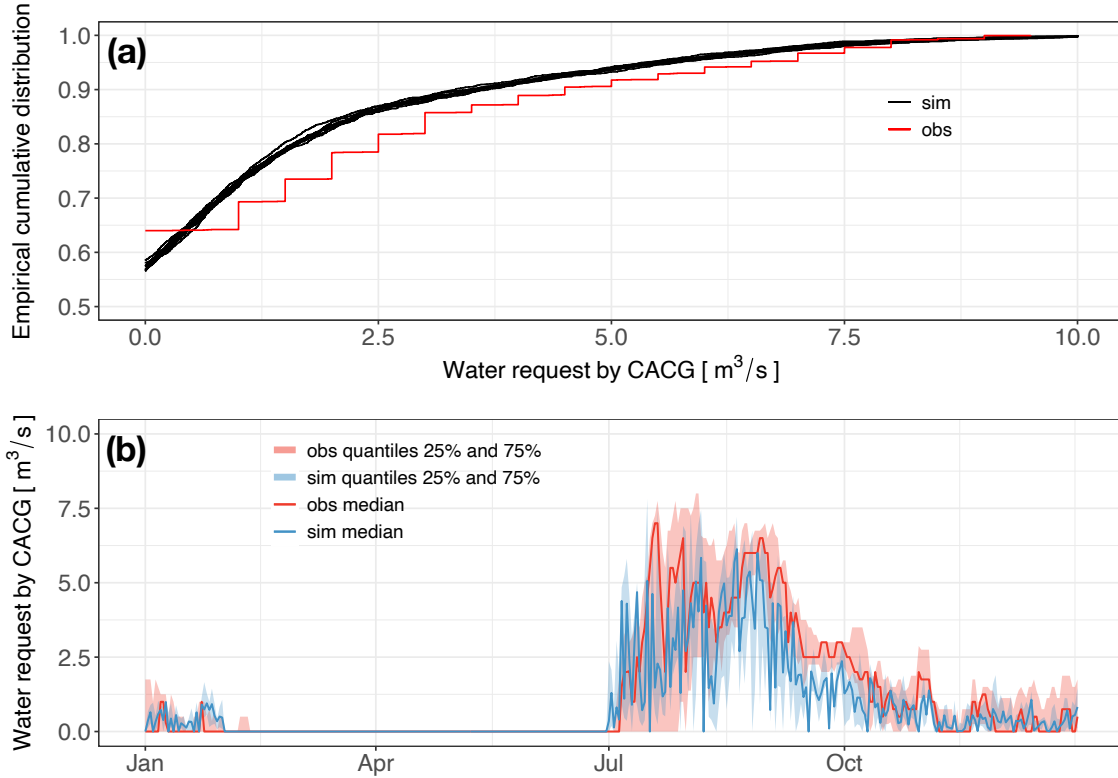 (a)
Empirical cumulative distribution
1.0
0.9
0.8
0.7
0.6
0.5
sim
obs
0.0 2.5 5.0 7.5 10.0
Water request by CACG [ m³/s ]
(b)
Water request by CACG [ m³/s ]
10.0
7.5
5.0
2.5
0.0
obs quantiles 25% and 75%
sim quantiles 25% and 75%
obs median
sim median
Jan Apr Jul Oct